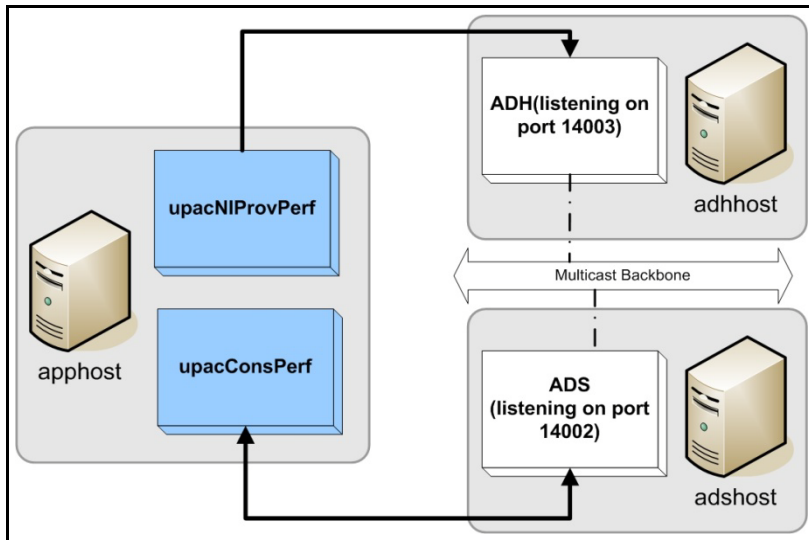 upacNIProvPerf
apphost
upacConsPerf
ADH(listening on
port 14003)
adhhost
Multicast Backbone
ADS
(listening on port
14002)
adshost